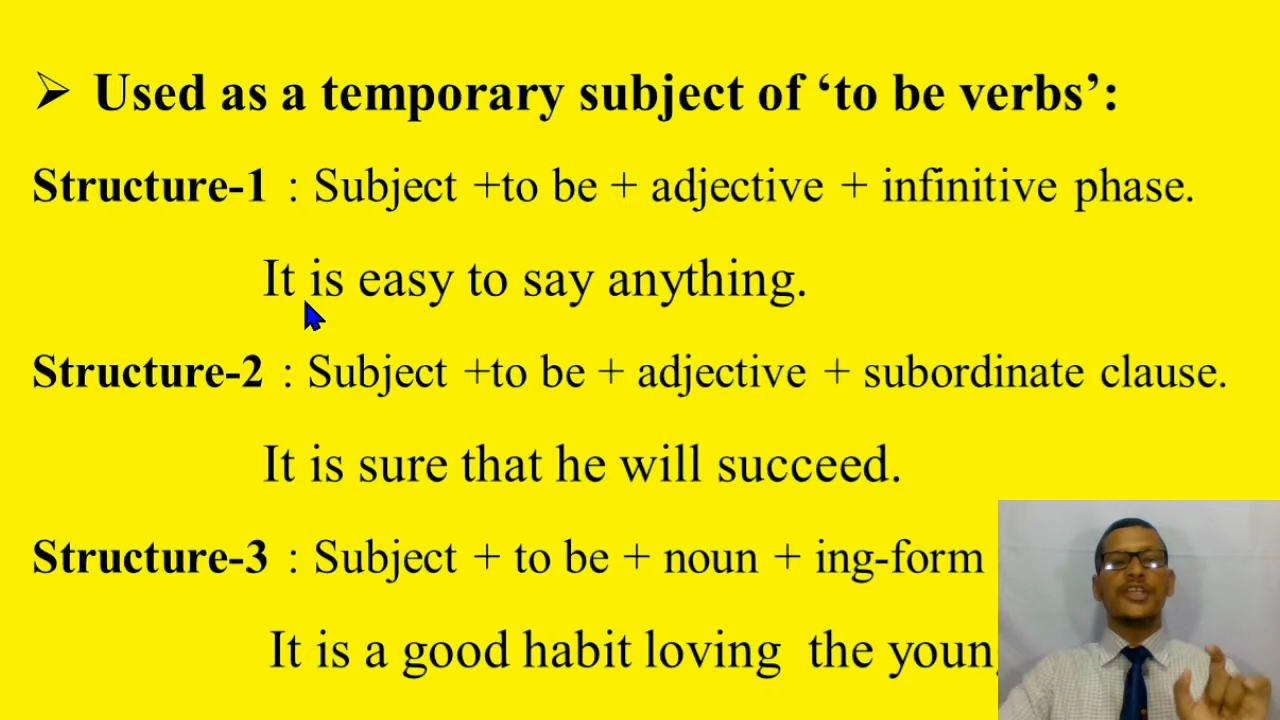 ➢ Used as a temporary subject of ‘to be verbs’:
Structure-1 : Subject +to be + adjective + infinitive phase.
It is easy to say anything.
Structure-2 : Subject +to be + adjective + subordinate clause.
It is sure that he will succeed.
Structure-3 : Subject + to be + noun + ing-form
It is a good habit loving the